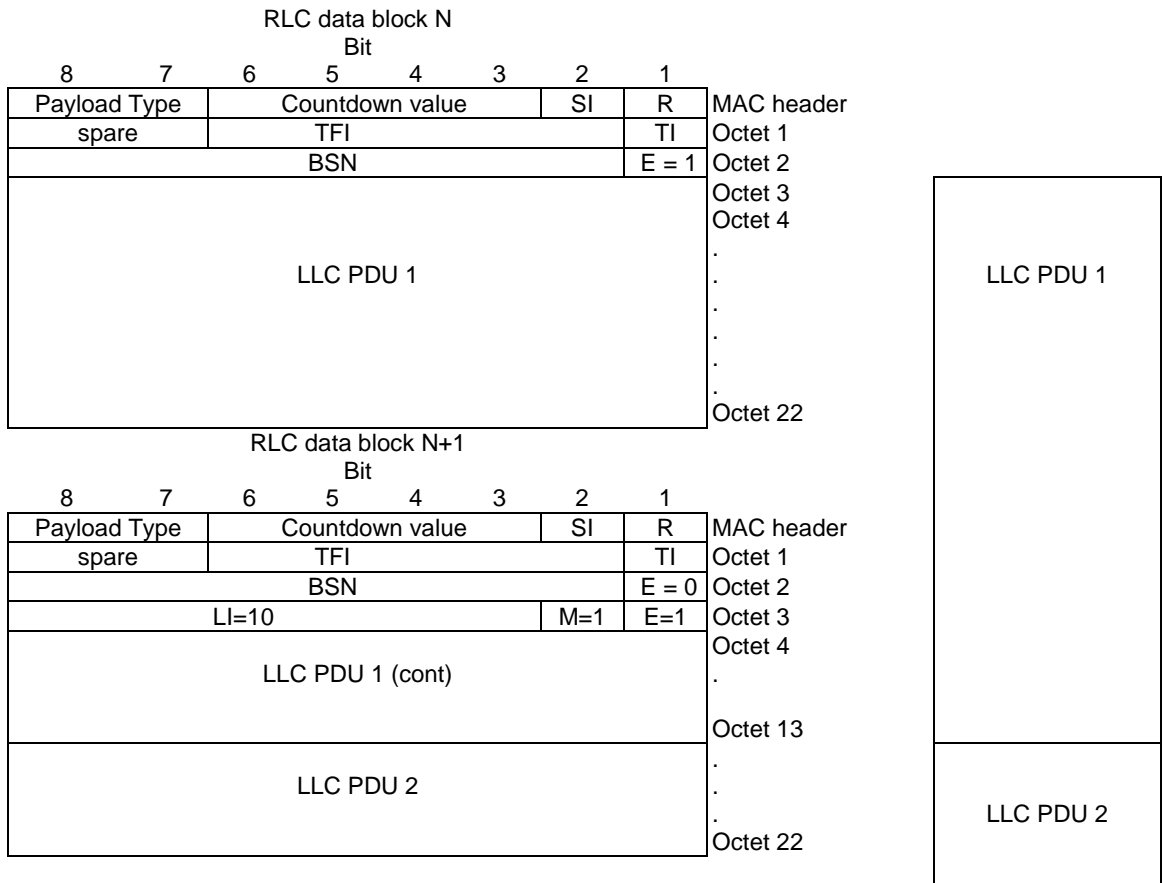 RLC data block N
Bit
8 7 6 5 4 3 2 1
Payload Type Countdown value SI R MAC header
spare TFI TI Octet 1
BSN E = 1 Octet 2
Octet 3
Octet 4
.
LLC PDU 1 . LLC PDU 1
.
.
.
.
Octet 22
RLC data block N+1
Bit
8 7 6 5 4 3 2 1
Payload Type Countdown value SI R MAC header
spare TFI TI Octet 1
BSN E = 0 Octet 2
LI=10 M=1 E=1 Octet 3
Octet 4
LLC PDU 1 (cont) .
Octet 13
.
LLC PDU 2 .
. LLC PDU 2
Octet 22